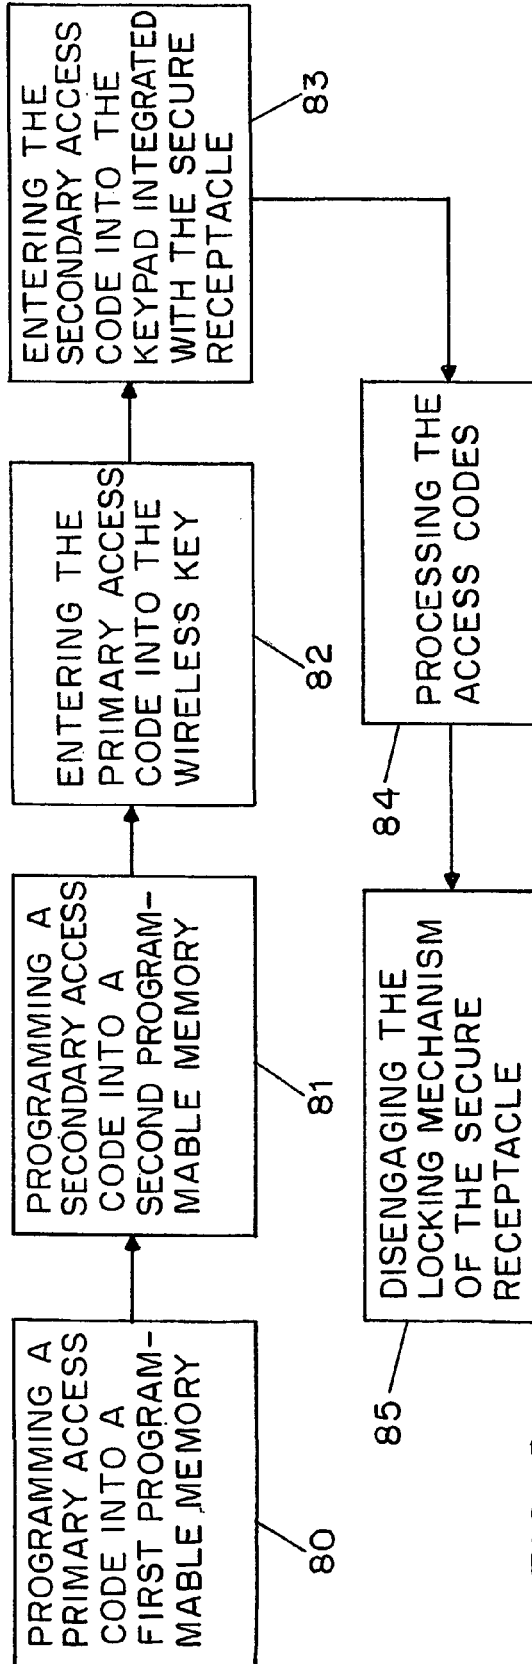 PROGRAMMING A
PRIMARY ACCESS
CODE INTO A
FIRST PROGRAM-
MABLE MEMORY
80
PROGRAMMING A
SECONDARY ACCESS
CODE INTO A
SECOND PROGRAM-
MABLE MEMORY
81
ENTERING THE
PRIMARY ACCESS
CODE INTO THE
WIRELESS KEY
82
ENTERING THE
SECONDARY ACCESS
CODE INTO THE
KEYPAD INTEGRATED
WITH THE SECURE
RECEPTACLE
83
PROCESSING THE
ACCESS CODES
84
DISENGAGING THE
LOCKING MECHANISM
OF THE SECURE
RECEPTACLE
85